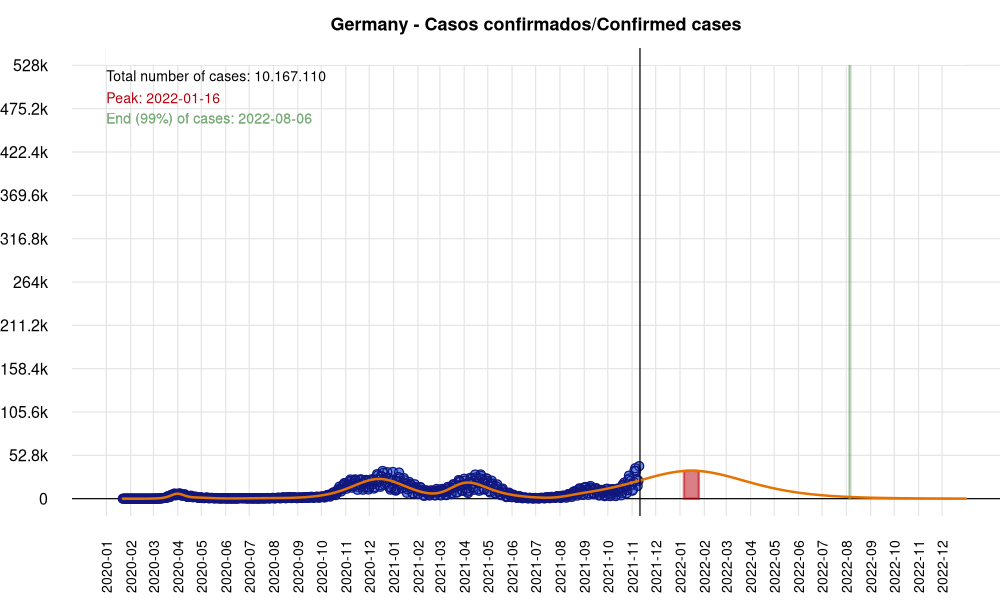 Germany - Casos confirmados/Confirmed cases
528k
475.2k
422.4k
369.6k
316.8k
264k
211.2k
158.4k
105.6k
52.8k
0
Total number of cases: 10.167.110
Peak: 2022-01-16
End (99%) of cases: 2022-08-06
2020-01
2020-02
2020-03
2020-04
2020-05
2020-06
2020-07
2020-08
2020-09
2020-10
2020-11
2020-12
2021-01
2021-02
2021-03
2021-04
2021-05
2021-06
2021-07
2021-08
2021-09
2021-10
2021-11
2021-12
2022-01
2022-02
2022-03
2022-04
2022-05
2022-06
2022-07
2022-08
2022-09
2022-10
2022-11
2022-12